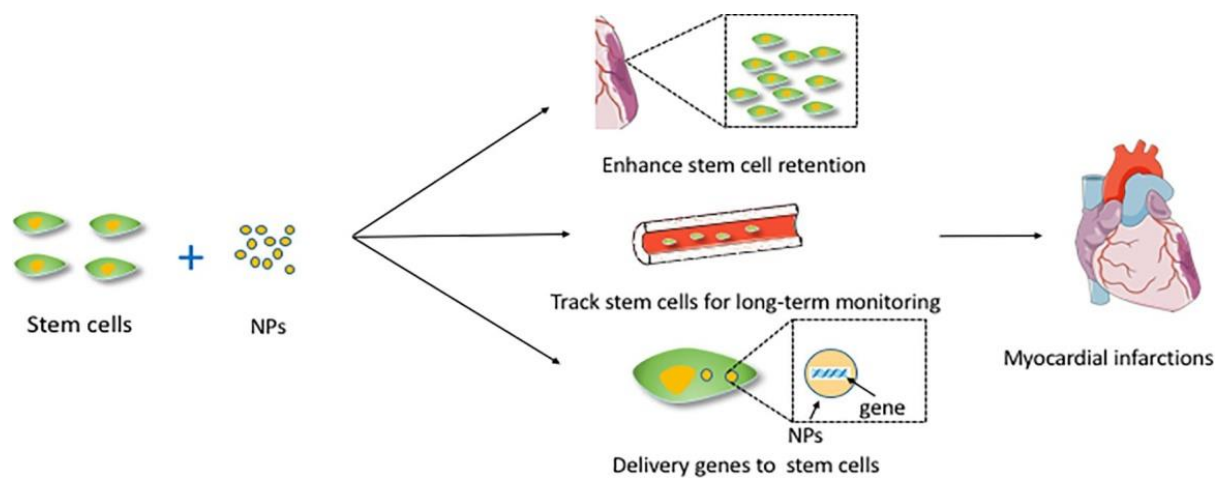 Stem cells
+
NPs
Enhance stem cell retention
Track stem cells for long-term monitoring
gene
NPs
Delivery genes to stem cells
Myocardial infarctions